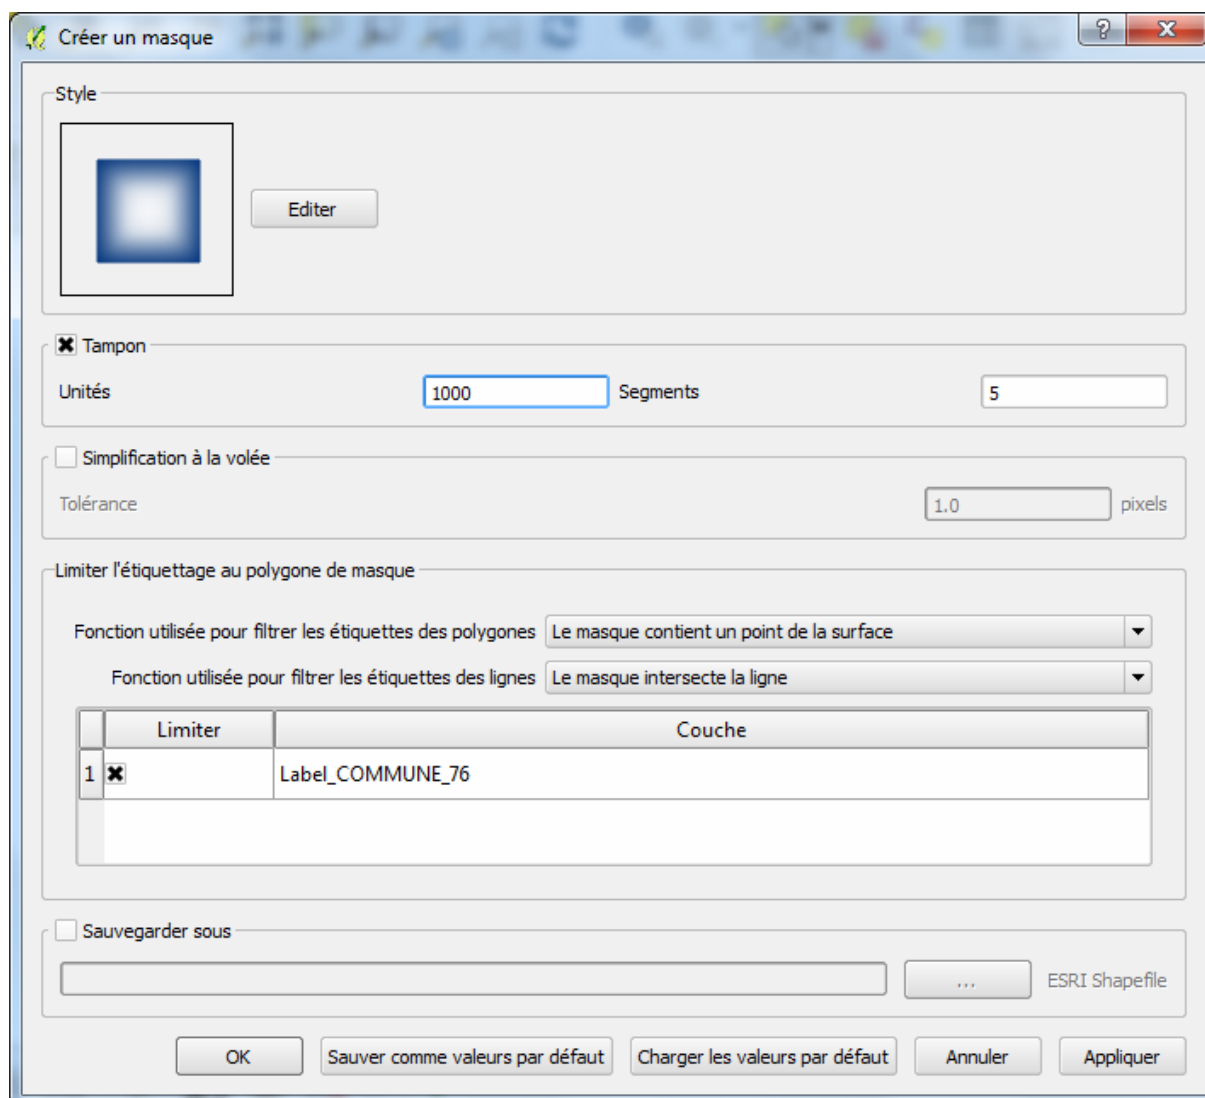 Créer un masque
Style
Editer
Tampon
Unités 1000 Segments 5
Simplification à la volée
Tolérance 1.0 pixels
Limiter l'étiquettage au polygone de masque
Fonction utilisée pour filtrer les étiquettes des polygones Le masque contient un point de la surface
Fonction utilisée pour filtrer les étiquettes des lignes Le masque intersecte la ligne
Limiter Couche
1 Label_COMMUNE_76
Sauvegarder sous
... ESRI Shapefile
OK Sauver comme valeurs par défaut Charger les valeurs par défaut Annuler Appliquer